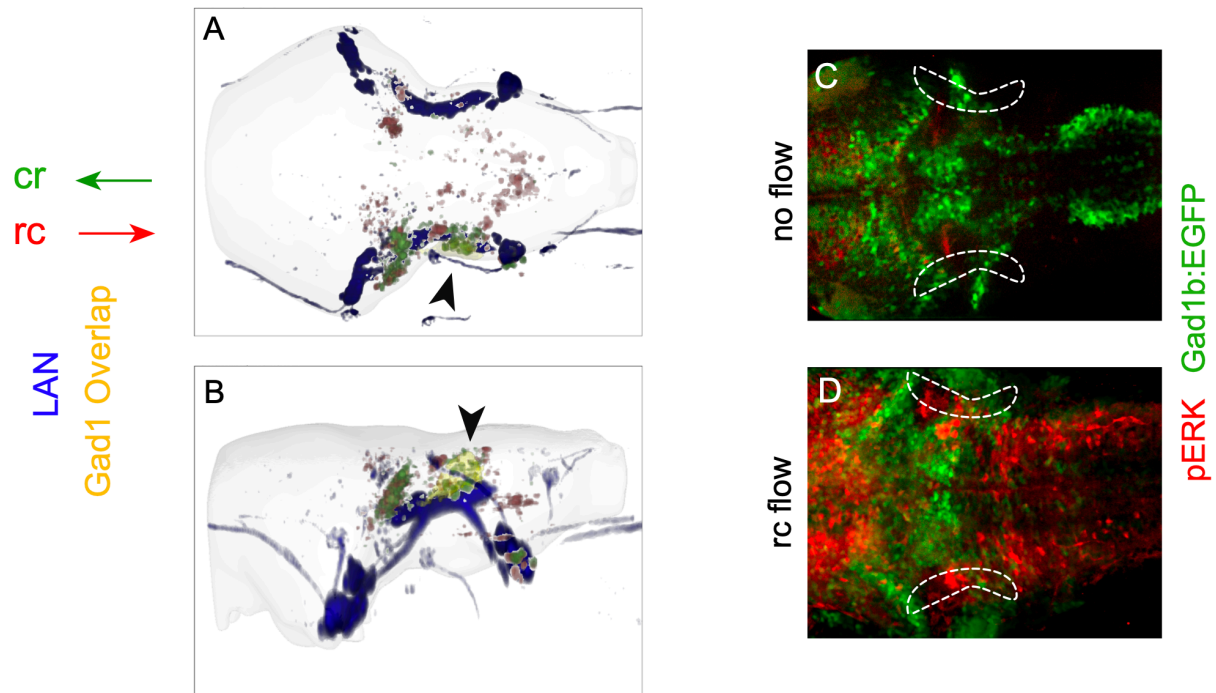 A
cr
rc
LAN
Gad1 Overlap
B
C
no flow
D
rc flow
pERK Gad1b:EGFP